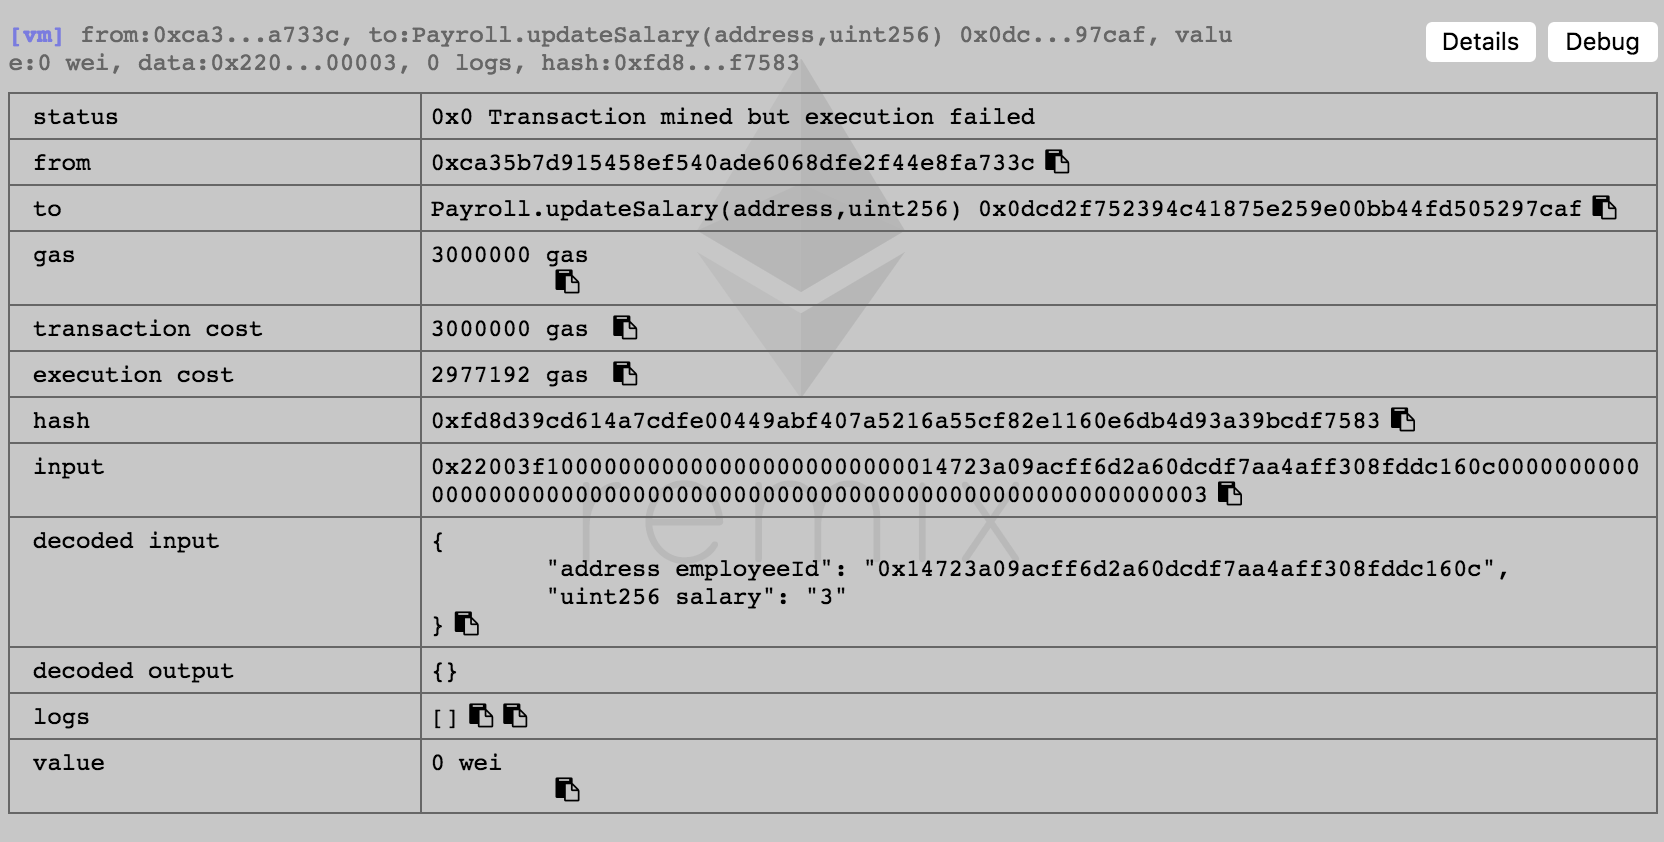 [vm] from:0xca3...a733c, to:Payroll.updateSalary(address,uint256) 0x0dc...97caf, valu
e:0 wei, data:0x220...00003, 0 logs, hash:0xfd8...f7583
Details
Debug
status 0x0 Transaction mined but execution failed
from 0xca35b7d915458ef540ade6068dfe2f44e8fa733c
to Payroll.updateSalary(address,uint256) 0x0dcd2f752394c41875e259e00bb44fd505297caf
gas 3000000 gas
transaction cost 3000000 gas
execution cost 2977192 gas
hash 0xfd8d39cd614a7cdfe00449abf407a5216a55cf82e1160e6db4d93a39bcdf7583
input 0x22003f1000000000000000000000000014723a09acff6d2a60dcdf7aa4aff308fddc160c0000000000
000000000000000000000000000000000000000000000000000003
decoded input {
"address employeeId": "0x14723a09acff6d2a60dcdf7aa4aff308fddc160c",
"uint256 salary": "3"
}
decoded output {}
logs []
value 0 wei
remix